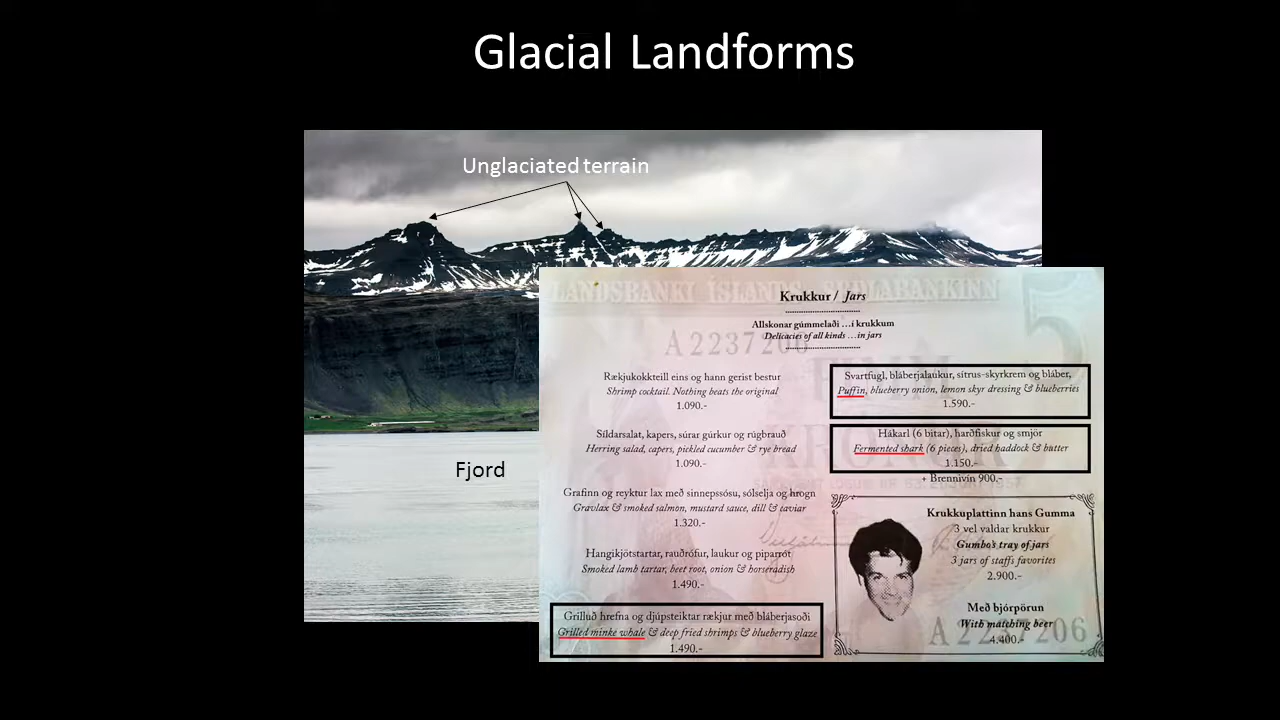 Glacial Landforms
Unglaciated terrain
Fjord
LANDSBANKI ÍSLANDS
A 2237206
Krukkur / Jars
Allskonar gúmmelaði ...í krukkum
Delicacies of all kinds ...in jars
Rækjukokkteill eins og hann gerist bestur
Shrimp cocktail. Nothing beats the original
1.090.-
Síldarsalat, kapers, súrar gúrkur og rúgbrauð
Herring salad, capers, pickled cucumber & rye bread
1.090.-
Grafinn og reyktur lax með sinnepssósu, sólselja og hrogn
Gravlax & smoked salmon, mustard sauce, dill & caviar
1.320.-
Hangikjötstartar, rauðrófur, laukur og piparrót
Smoked lamb tartar, beet root, onion & horseradish
1.490.-
Grilluð hrefna og djúpsteiktar rækjur með bláberjasoði
Grilled minke whale & deep fried shrimps & blueberry glaze
1.490.-
Svartfugl, bláberjalaukur, sítrus-skyrkrem og bláber,
Puffin, blueberry onion, lemon skyr dressing & blueberries
1.590.-
Hákarl (6 bitar), harðfiskur og smjör
Fermented shark (6 pieces), dried haddock & butter
1.150.-
+ Brennivín 900.-
Krukkuplattinn hans Gumma
3 vel valdar krukkur
Gumbo's tray of jars
3 jars of staffs favorites
2.900.-
Með bjórpörun
With matching beer
4.400.-